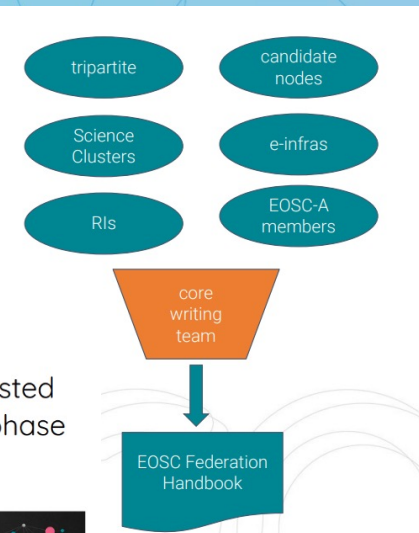 tripartite
candidate
nodes
Science
Clusters
e-infras
RIs
EOSC-A
members
core
writing
team
sted
phase
EOSC Federation
Handbook